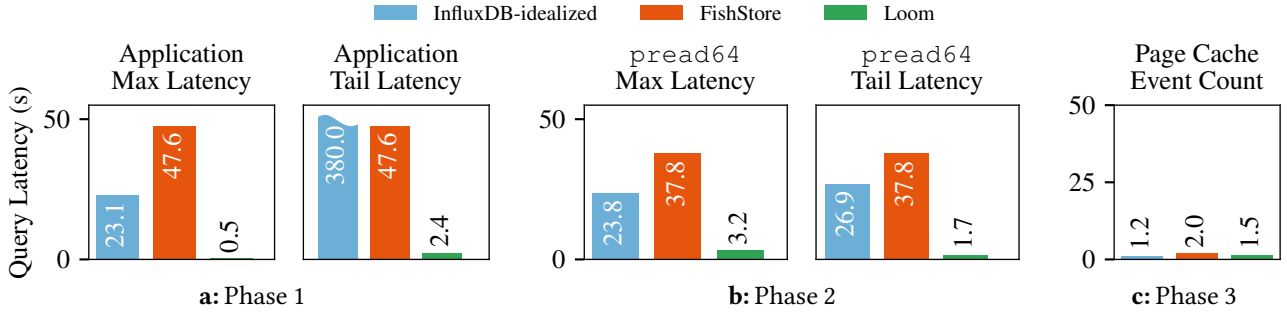 InfluxDB-idealized FishStore Loom
Application Max Latency
Application Tail Latency
pread64 Max Latency
pread64 Tail Latency
Page Cache Event Count
Query Latency (s)
50
0
23.1
47.6
0.5
380.0
47.6
2.4
50
0
23.8
37.8
3.2
26.9
37.8
1.7
50
25
0
1.2
2.0
1.5
a: Phase 1
b: Phase 2
c: Phase 3